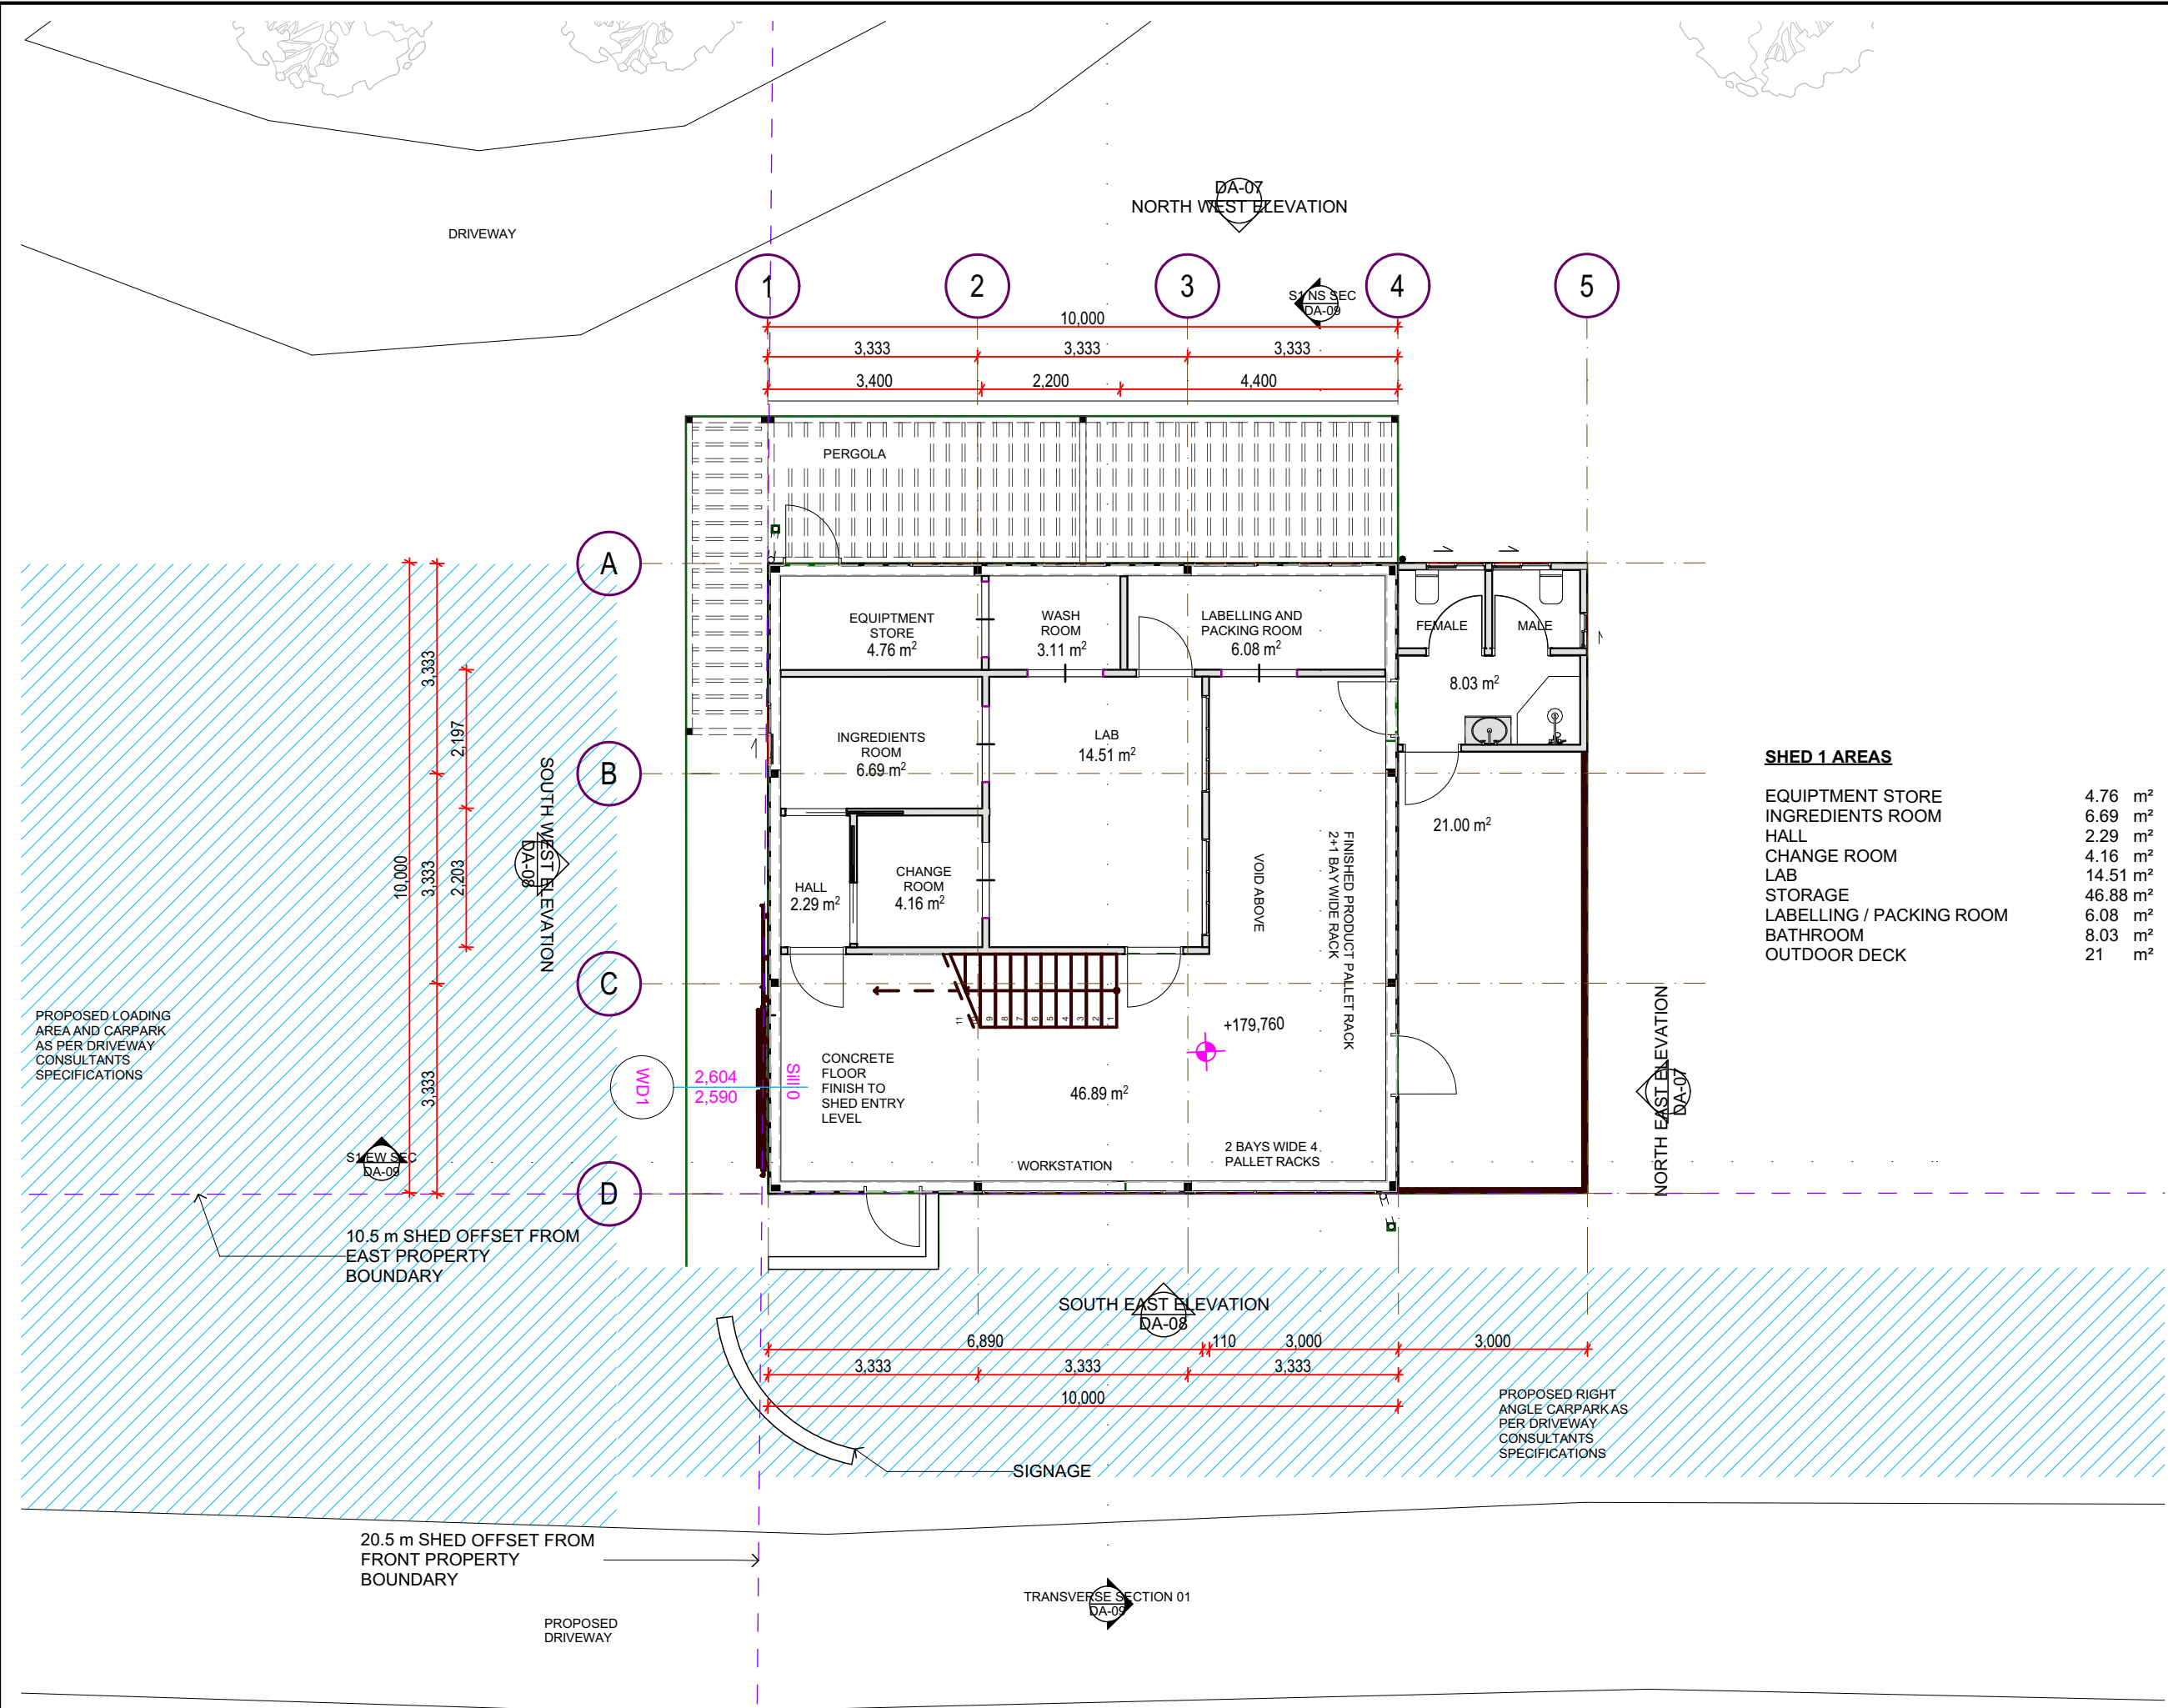 DRIVEWAY
DA-07
NORTH WEST ELEVATION
1
2
3
4
5
S1 NS SEC
DA-09
10,000
3,333
3,333
3,333
3,400
2,200
4,400
PERGOLA
A
B
C
D
10,000
3,333
3,333
3,333
2,197
2,203
SOUTH WEST ELEVATION
DA-08
EQUIPTMENT
STORE
4.76 m²
WASH
ROOM
3.11 m²
LABELLING AND
PACKING ROOM
6.08 m²
FEMALE
MALE
8.03 m²
INGREDIENTS
ROOM
6.69 m²
LAB
14.51 m²
HALL
2.29 m²
CHANGE
ROOM
4.16 m²
VOID ABOVE
FINISHED PRODUCT PALLET RACK
2+1 BAY WIDE RACK
21.00 m²
SHED 1 AREAS
EQUIPTMENT STORE 4.76 m²
INGREDIENTS ROOM 6.69 m²
HALL 2.29 m²
CHANGE ROOM 4.16 m²
LAB 14.51 m²
STORAGE 46.88 m²
LABELLING / PACKING ROOM 6.08 m²
BATHROOM 8.03 m²
OUTDOOR DECK 21 m²
PROPOSED LOADING
AREA AND CARPARK
AS PER DRIVEWAY
CONSULTANTS
SPECIFICATIONS
11 10 9 8 7 6 5 4 3 2 1
+179,760
WD1
2,604
2,590
Sill 0
CONCRETE
FLOOR
FINISH TO
SHED ENTRY
LEVEL
46.89 m²
WORKSTATION
2 BAYS WIDE 4
PALLET RACKS
NORTH EAST ELEVATION
DA-07
S1 EW SEC
DA-09
10.5 m SHED OFFSET FROM
EAST PROPERTY
BOUNDARY
SOUTH EAST ELEVATION
DA-08
6,890
110
3,000
3,000
3,333
3,333
3,333
10,000
PROPOSED RIGHT
ANGLE CARPARK AS
PER DRIVEWAY
CONSULTANTS
SPECIFICATIONS
SIGNAGE
20.5 m SHED OFFSET FROM
FRONT PROPERTY
BOUNDARY
TRANSVERSE SECTION 01
DA-09
PROPOSED
DRIVEWAY